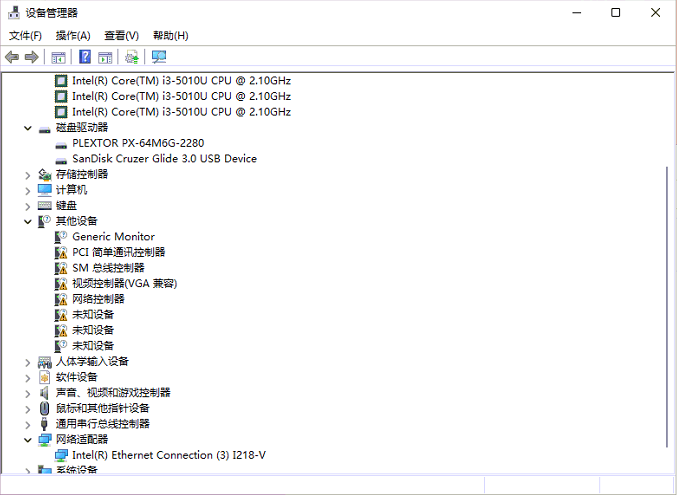 设备管理器
文件(F) 操作(A) 查看(V) 帮助(H)
Intel(R) Core(TM) i3-5010U CPU @ 2.10GHz
Intel(R) Core(TM) i3-5010U CPU @ 2.10GHz
Intel(R) Core(TM) i3-5010U CPU @ 2.10GHz
磁盘驱动器
PLEXTOR PX-64M6G-2280
SanDisk Cruzer Glide 3.0 USB Device
存储控制器
计算机
键盘
其他设备
Generic Monitor
PCI 简单通讯控制器
SM 总线控制器
视频控制器(VGA 兼容)
网络控制器
未知设备
未知设备
未知设备
人体学输入设备
软件设备
声音、视频和游戏控制器
鼠标和其他指针设备
通用串行总线控制器
网络适配器
Intel(R) Ethernet Connection (3) I218-V
系统设备